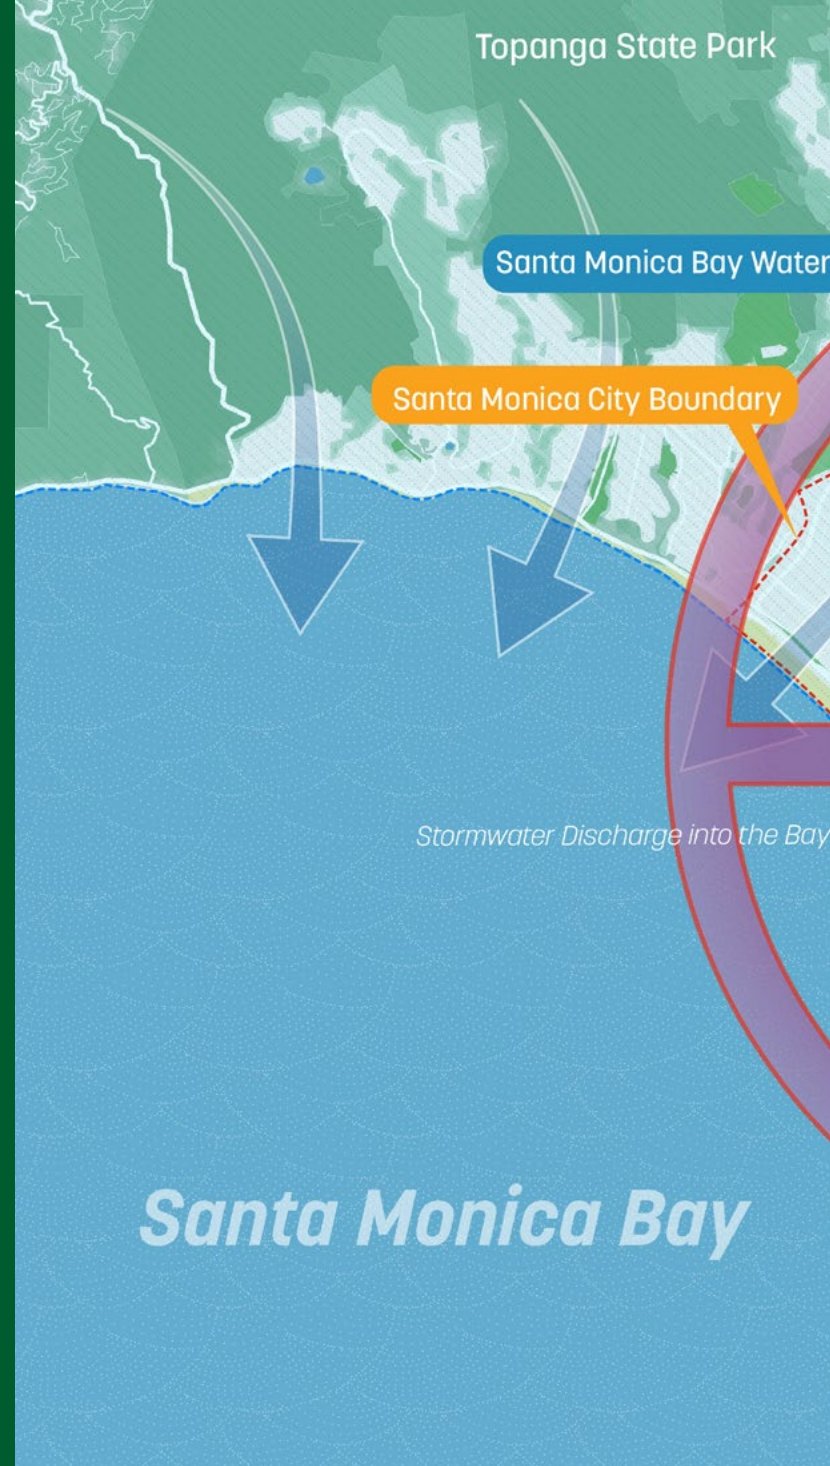 Topanga State Park
Santa Monica Bay Water
Santa Monica City Boundary
Stormwater Discharge into the Bay
Santa Monica Bay